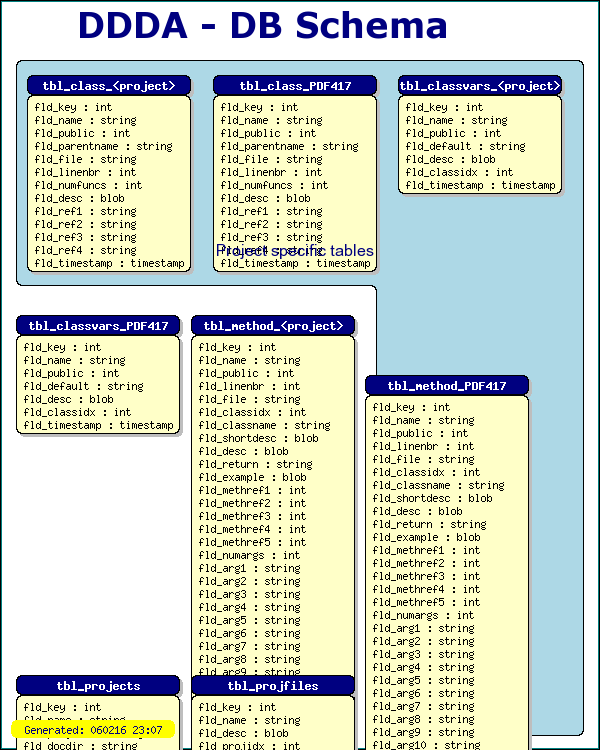 DDDA - DB Schema
tbl_class_<project>
fld_key : int
fld_name : string
fld_public : int
fld_parentname : string
fld_file : string
fld_linenbr : int
fld_numfuncs : int
fld_desc : blob
fld_ref1 : string
fld_ref2 : string
fld_ref3 : string
fld_ref4 : string
fld_timestamp : timestamp
tbl_class_PDF417
fld_key : int
fld_name : string
fld_public : int
fld_parentname : string
fld_file : string
fld_linenbr : int
fld_numfuncs : int
fld_desc : blob
fld_ref1 : string
fld_ref2 : string
fld_ref3 : string
fld_ref4 : string
fld_timestamp : timestamp
Project specific tables
tbl_classvars_<project>
fld_key : int
fld_name : string
fld_public : int
fld_default : string
fld_desc : blob
fld_classidx : int
fld_timestamp : timestamp
tbl_classvars_PDF417
fld_key : int
fld_name : string
fld_public : int
fld_default : string
fld_desc : blob
fld_classidx : int
fld_timestamp : timestamp
tbl_method_<project>
fld_key : int
fld_name : string
fld_public : int
fld_linenbr : int
fld_file : string
fld_classidx : int
fld_classname : string
fld_shortdesc : blob
fld_desc : blob
fld_return : string
fld_example : blob
fld_methref1 : int
fld_methref2 : int
fld_methref3 : int
fld_methref4 : int
fld_methref5 : int
fld_numargs : int
fld_arg1 : string
fld_arg2 : string
fld_arg3 : string
fld_arg4 : string
fld_arg5 : string
fld_arg6 : string
fld_arg7 : string
fld_arg8 : string
fld_arg9 : string
tbl_method_PDF417
fld_key : int
fld_name : string
fld_public : int
fld_linenbr : int
fld_file : string
fld_classidx : int
fld_classname : string
fld_shortdesc : blob
fld_desc : blob
fld_return : string
fld_example : blob
fld_methref1 : int
fld_methref2 : int
fld_methref3 : int
fld_methref4 : int
fld_methref5 : int
fld_numargs : int
fld_arg1 : string
fld_arg2 : string
fld_arg3 : string
fld_arg4 : string
fld_arg5 : string
fld_arg6 : string
fld_arg7 : string
fld_arg8 : string
fld_arg9 : string
fld_arg10 : string
tbl_projects
fld_key : int
fld_name : string
Generated: 060216 23:07
fld_docdir : string
tbl_projfiles
fld_key : int
fld_name : string
fld_desc : blob
fld_projidx : int